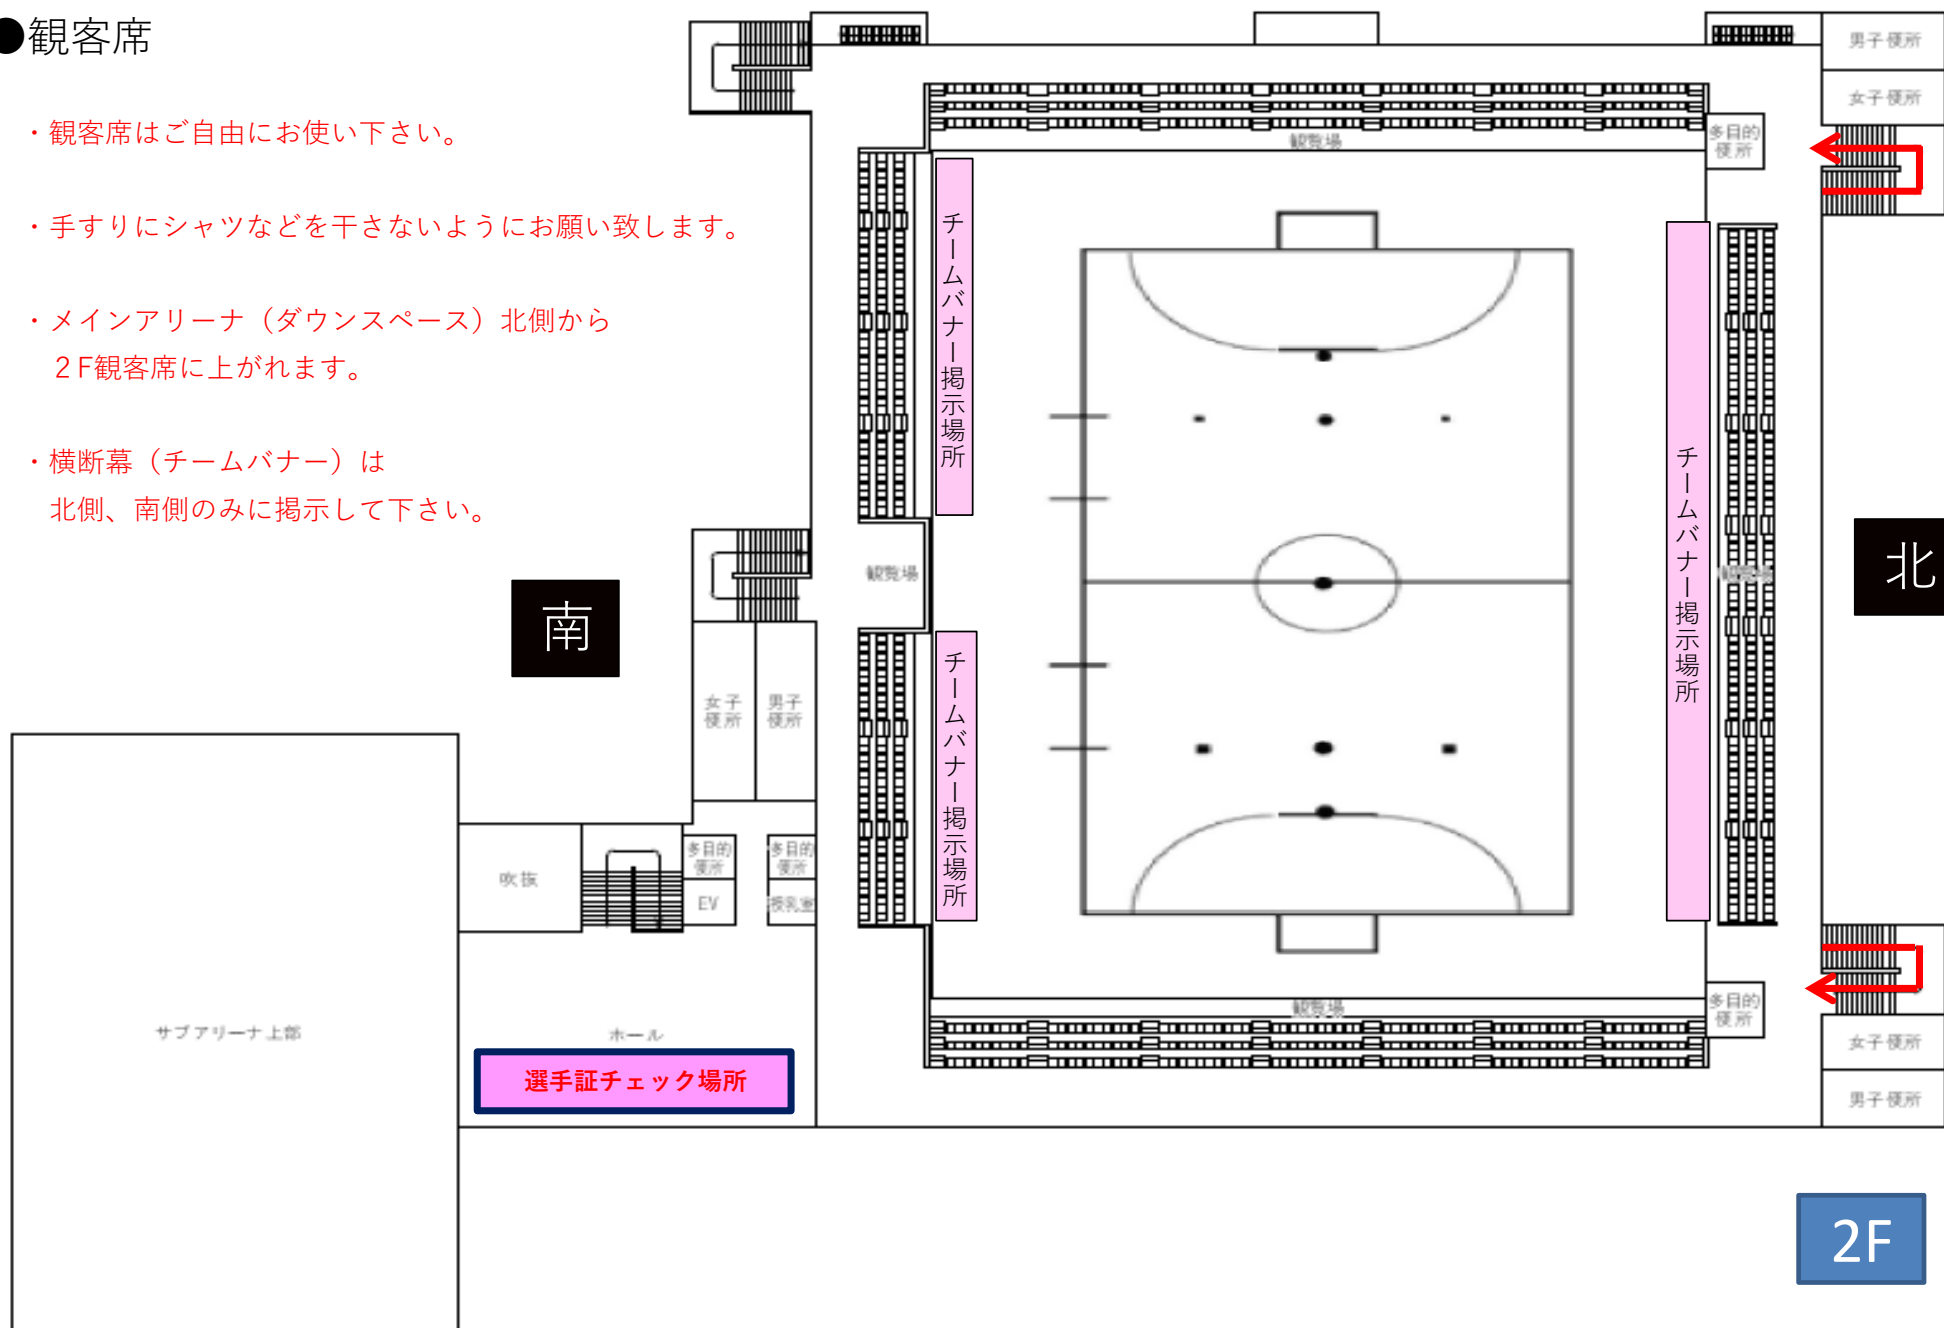 ●観客席
・観客席はご自由にお使い下さい。
・手すりにシャツなどを干さないようにお願い致します。
・メインアリーナ（ダウンスペース）北側から
２F観客席に上がれます。
・横断幕（チームバナー）は
北側、南側のみに掲示して下さい。
男子便所
女子便所
多目的
便所
観覧場
チームバナー掲示場所
チームバナー掲示場所
観覧場
観覧場
北
南
女子
便所
男子
便所
チームバナー掲示場所
吹抜
多目的
便所
EV
多目的
便所
授乳室
観覧場
多目的
便所
女子便所
男子便所
サブアリーナ上部
ホール
選手証チェック場所
2F